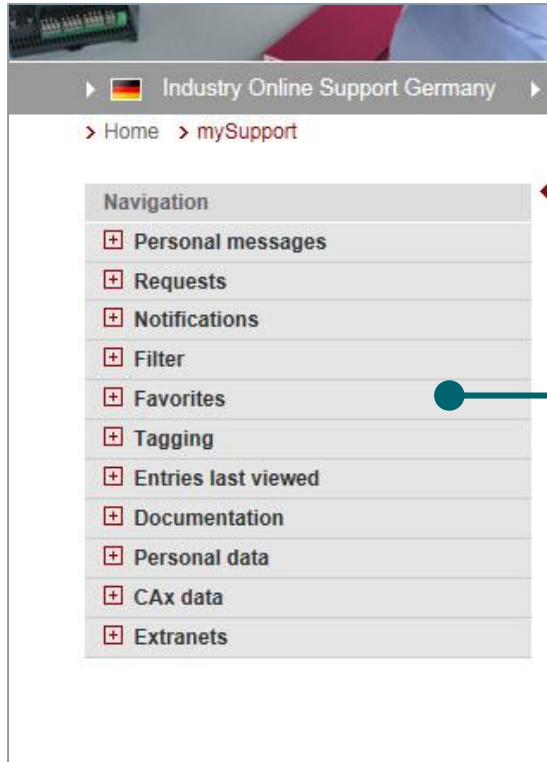 Industry Online Support Germany
Home mySupport
Navigation
Personal messages
Requests
Notifications
Filter
Favorites
Tagging
Entries last viewed
Documentation
Personal data
CAx data
Extranets